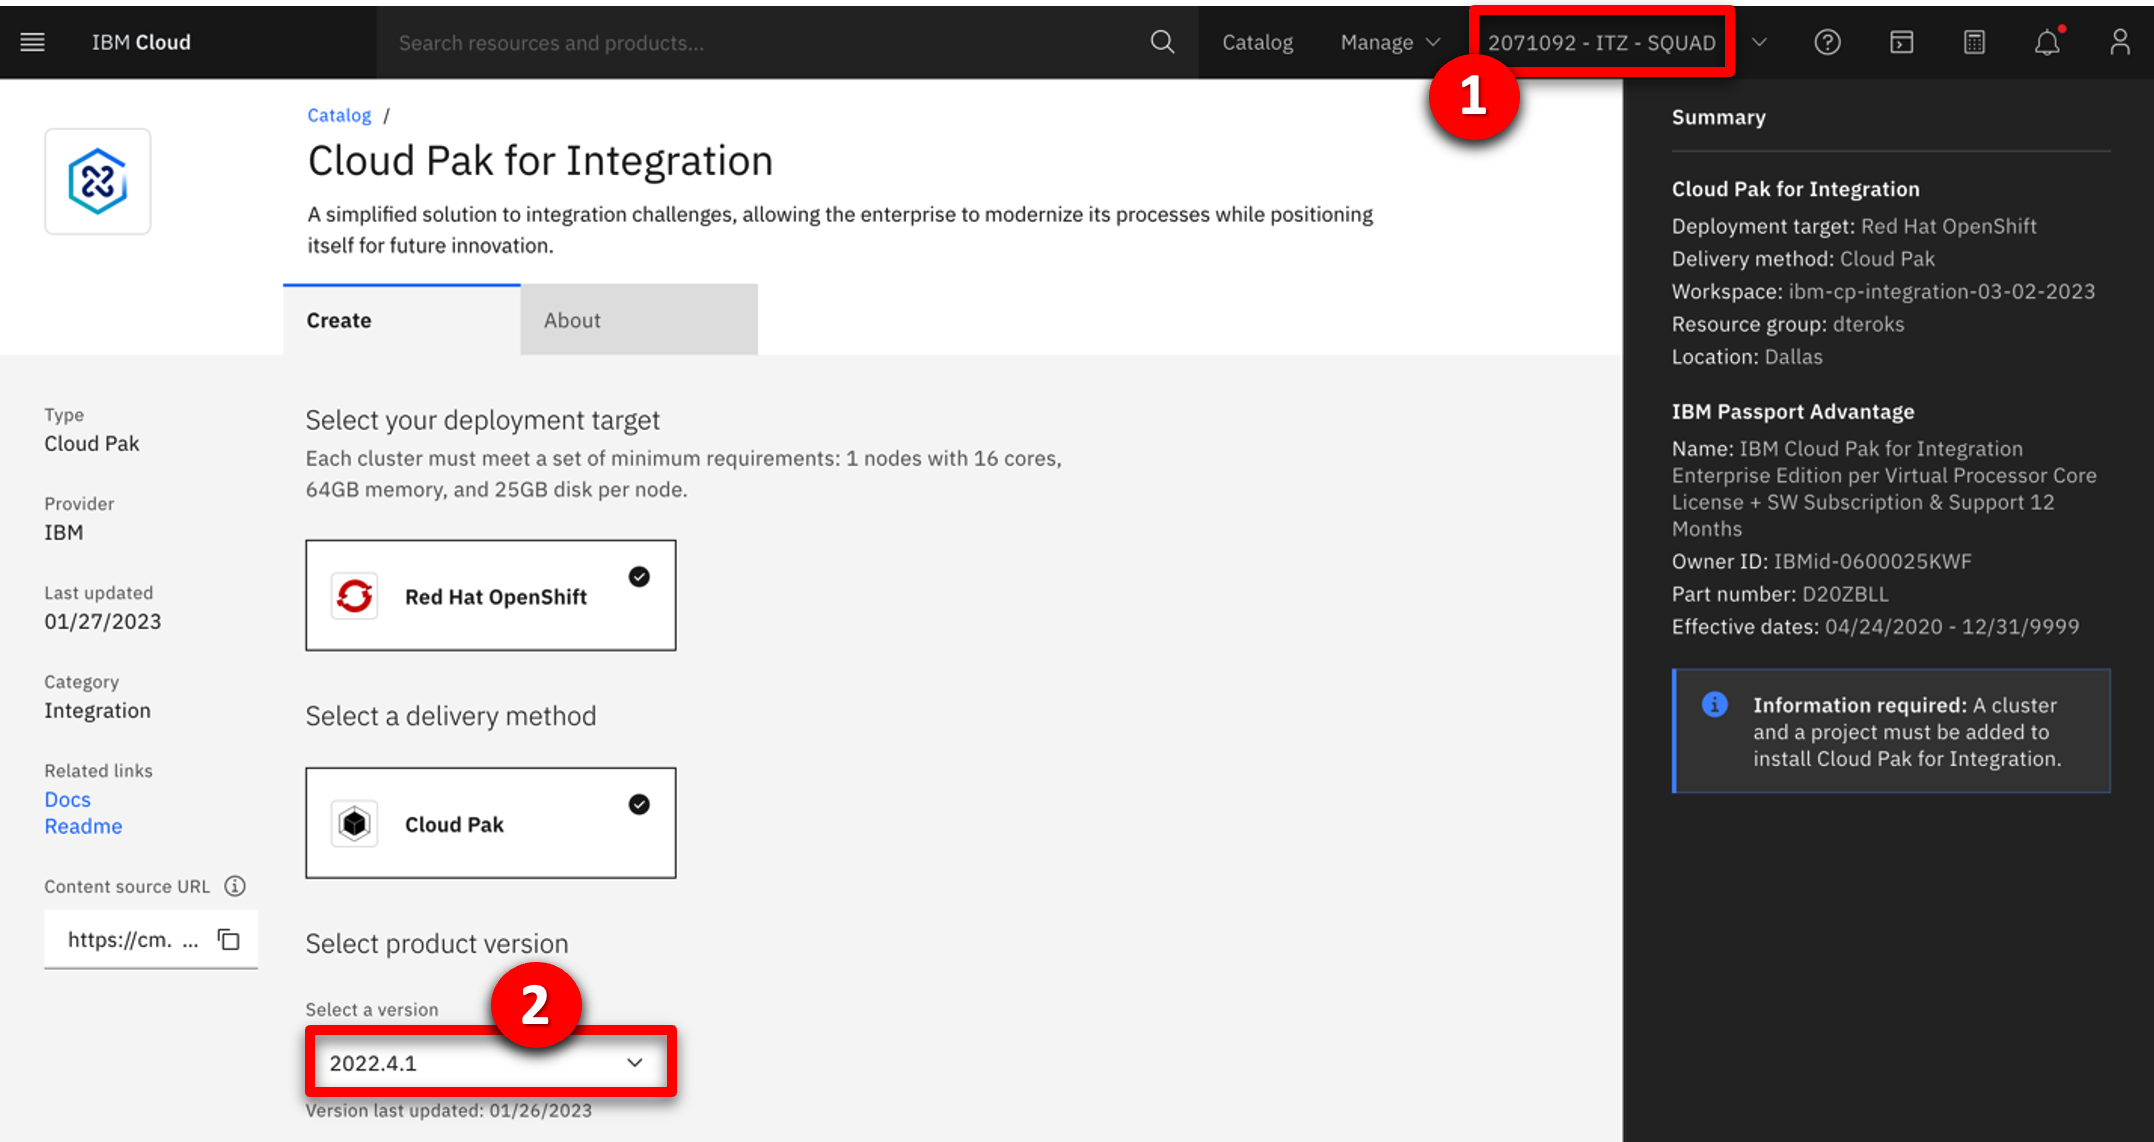 IBM Cloud
Search resources and products...
Catalog
Manage
2071092 - ITZ - SQUAD
1
Catalog /
Cloud Pak for Integration
A simplified solution to integration challenges, allowing the enterprise to modernize its processes while positioning
itself for future innovation.
Create
About
Type
Cloud Pak
Provider
IBM
Last updated
01/27/2023
Category
Integration
Related links
Docs
Readme
Content source URL
https://cm. ...
Select your deployment target
Each cluster must meet a set of minimum requirements: 1 nodes with 16 cores,
64GB memory, and 25GB disk per node.
Red Hat OpenShift
Select a delivery method
Cloud Pak
Select product version
Select a version
2
2022.4.1
Version last updated: 01/26/2023
Summary
Cloud Pak for Integration
Deployment target: Red Hat OpenShift
Delivery method: Cloud Pak
Workspace: ibm-cp-integration-03-02-2023
Resource group: dteroks
Location: Dallas
IBM Passport Advantage
Name: IBM Cloud Pak for Integration
Enterprise Edition per Virtual Processor Core
License + SW Subscription & Support 12
Months
Owner ID: IBMid-0600025KWF
Part number: D20ZBLL
Effective dates: 04/24/2020 - 12/31/9999
Information required: A cluster
and a project must be added to
install Cloud Pak for Integration.